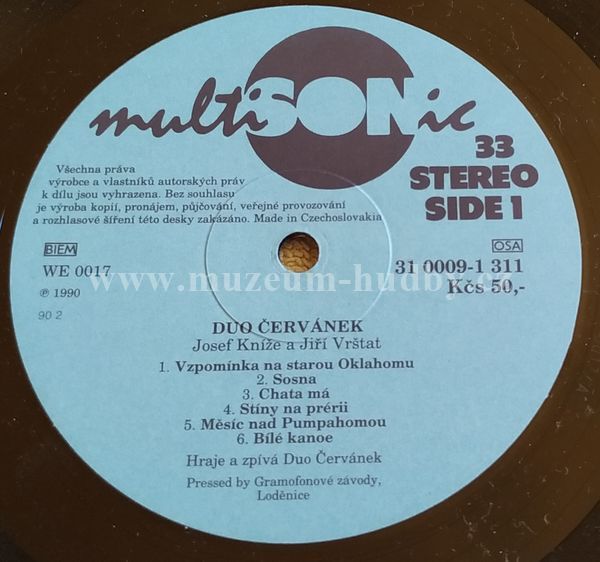 multiSONic
33
STEREO
SIDE 1
Všechna práva
výrobce a vlastníků autorských práv
k dílu jsou vyhrazena. Bez souhlasu
je výroba kopií, pronájem, půjčování, veřejné provozování
a rozhlasové šíření této desky zakázáno. Made in Czechoslovakia
BIEM
OSA
WE 0017
31 0009-1 311
www.muzeum-hudby.cz
Ⓟ 1990
Kčs 50,-
90 2
DUO ČERVÁNEK
Josef Kníže a Jiří Vrštat
1. Vzpomínka na starou Oklahomu
2. Sosna
3. Chata má
4. Stíny na prérii
5. Měsíc nad Pumpahomou
6. Bílé kanoe
Hraje a zpívá Duo Červánek
Pressed by Gramofonové závody,
Loděnice